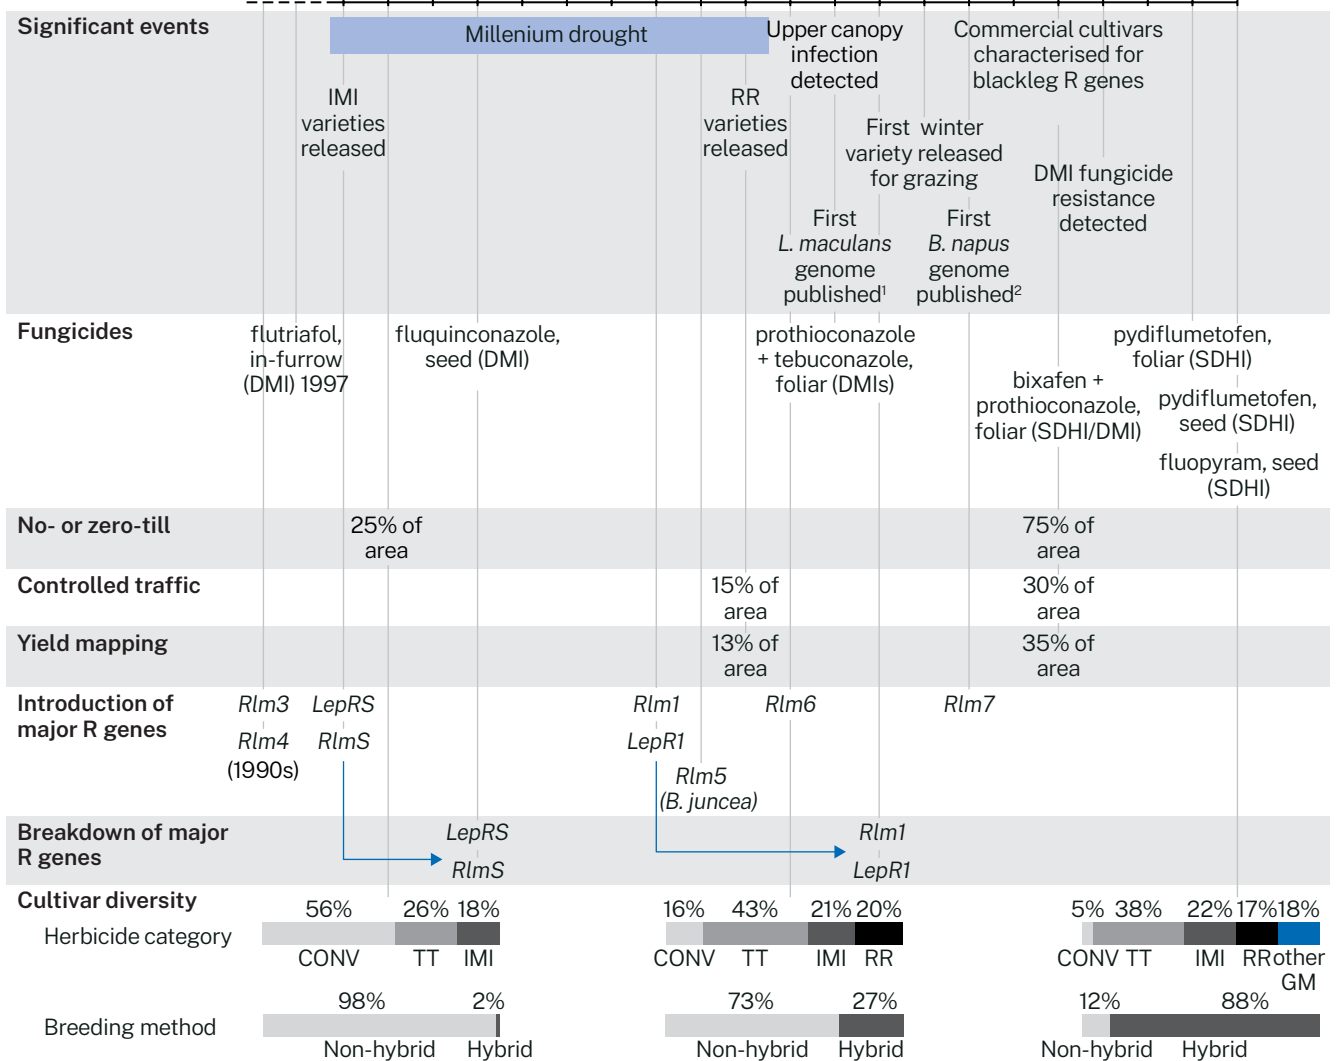 Significant events
Millenium drought
Upper canopy
infection
detected
Commercial cultivars
characterised for
blackleg R genes
IMI
varieties
released
RR
varieties
released
First winter
variety released
for grazing
DMI fungicide
resistance
detected
First
L. maculans
genome
published¹
First
B. napus
genome
published²
Fungicides
flutriafol,
in-furrow
(DMI) 1997
fluquinconazole,
seed (DMI)
prothioconazole
+ tebuconazole,
foliar (DMIs)
bixafen +
prothioconazole,
foliar (SDHI/DMI)
pydiflumetofen,
foliar (SDHI)
pydiflumetofen,
seed (SDHI)
fluopyram, seed
(SDHI)
No- or zero-till
25% of
area
75% of
area
Controlled traffic
15% of
area
30% of
area
Yield mapping
13% of
area
35% of
area
Introduction of
major R genes
Rlm3
Rlm4
(1990s)
LepRS
RlmS
Rlm1
LepR1
Rlm5
(B. juncea)
Rlm6
Rlm7
Breakdown of major
R genes
LepRS
RlmS
Rlm1
LepR1
Cultivar diversity
Herbicide category
56% 26% 18%
CONV TT IMI
16% 43% 21% 20%
CONV TT IMI RR
5% 38% 22% 17% 18%
CONV TT IMI RR other
GM
Breeding method
98% 2%
Non-hybrid Hybrid
73% 27%
Non-hybrid Hybrid
12% 88%
Non-hybrid Hybrid